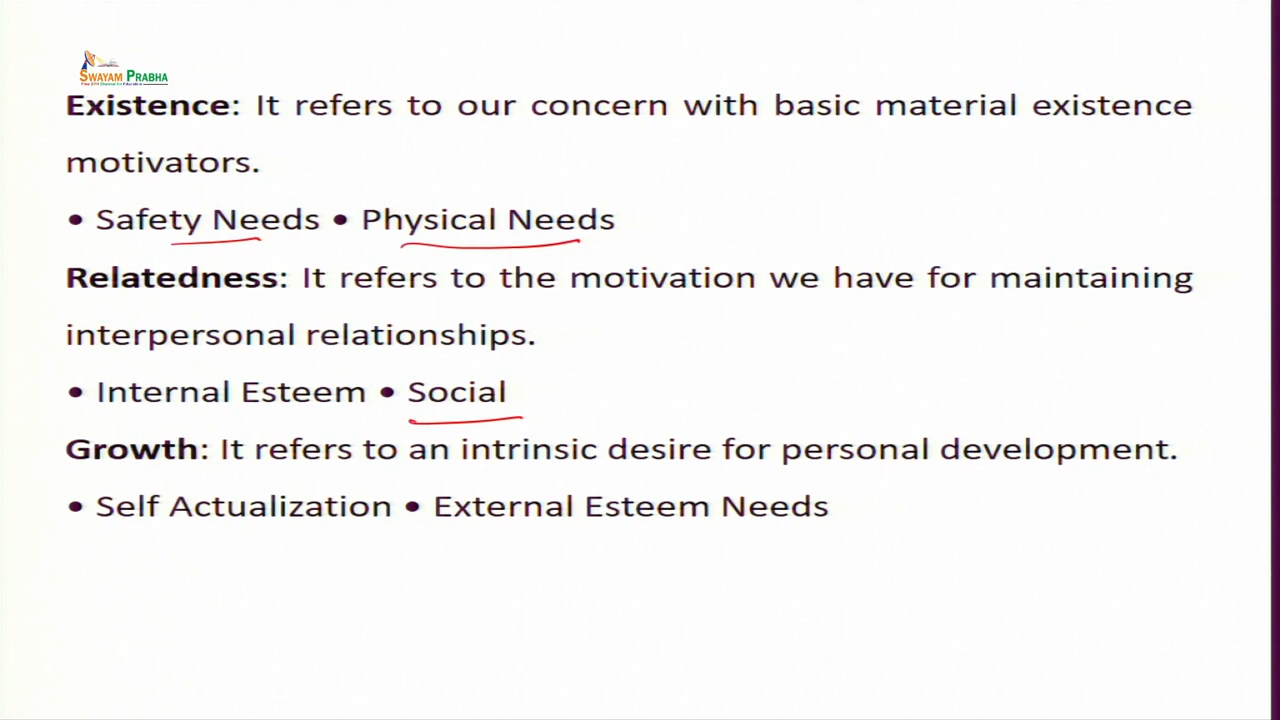 SWAYAM PRABHA
Existence: It refers to our concern with basic material existence
motivators.
• Safety Needs • Physical Needs
Relatedness: It refers to the motivation we have for maintaining
interpersonal relationships.
• Internal Esteem • Social
Growth: It refers to an intrinsic desire for personal development.
• Self Actualization • External Esteem Needs